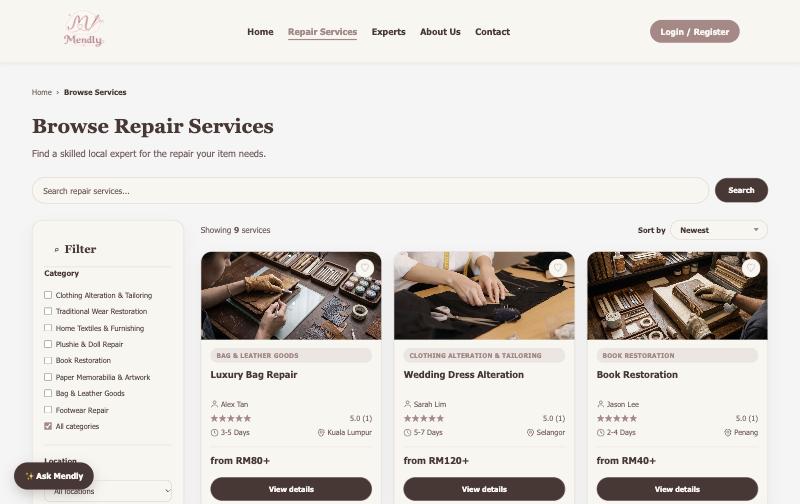 Mendly
Home
Repair Services
Experts
About Us
Contact
Login / Register
Home › Browse Services
Browse Repair Services
Find a skilled local expert for the repair your item needs.
Search repair services...
Search
Filter
Category
Clothing Alteration & Tailoring
Traditional Wear Restoration
Home Textiles & Furnishing
Plushie & Doll Repair
Book Restoration
Paper Memorabilia & Artwork
Bag & Leather Goods
Footwear Repair
All categories
Location
All locations
✨ Ask Mendly
Showing 9 services
Sort by
Newest
BAG & LEATHER GOODS
Luxury Bag Repair
Alex Tan
★★★★★ 5.0 (1)
3-5 Days
Kuala Lumpur
from RM80+
View details
CLOTHING ALTERATION & TAILORING
Wedding Dress Alteration
Sarah Lim
★★★★★ 5.0 (1)
5-7 Days
Selangor
from RM120+
View details
BOOK RESTORATION
Book Restoration
Jason Lee
★★★★★ 5.0 (1)
2-4 Days
Penang
from RM40+
View details